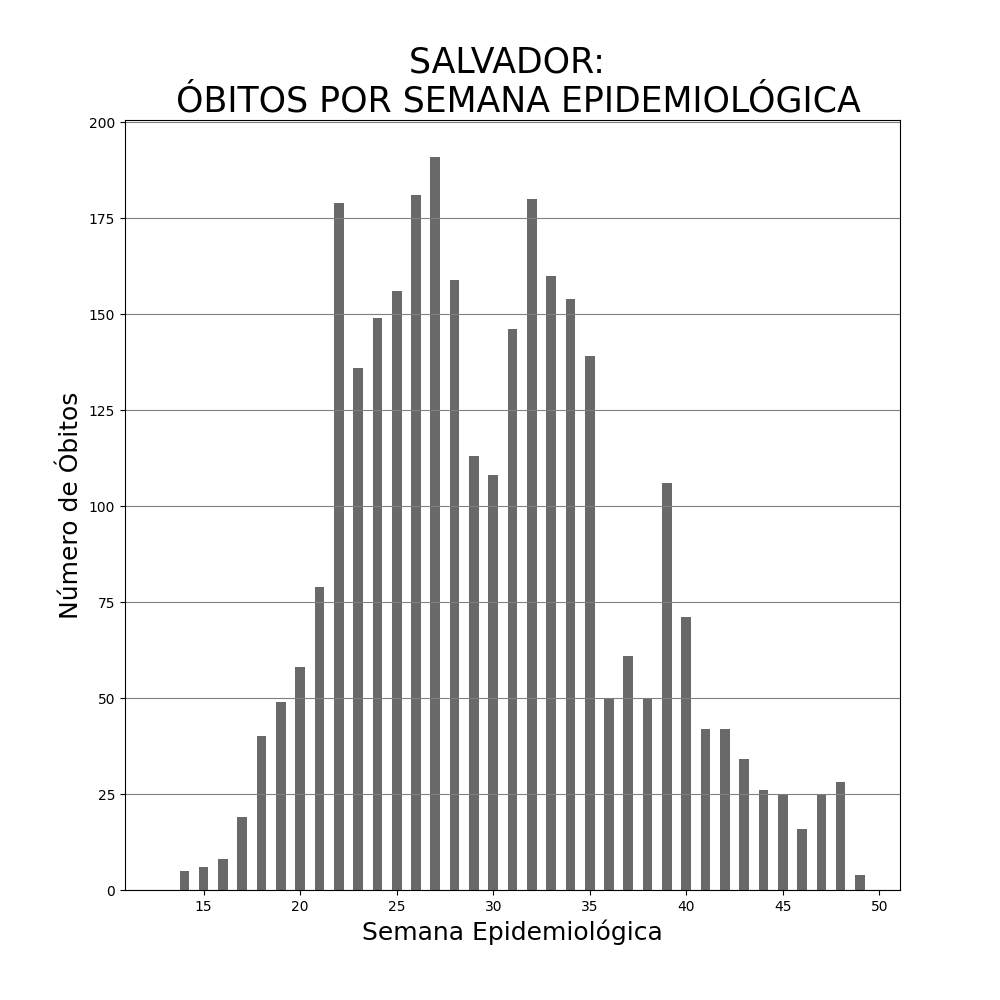 SALVADOR:
ÓBITOS POR SEMANA EPIDEMIOLÓGICA
200
175
150
125
100
75
50
25
0
Número de Óbitos
15 20 25 30 35 40 45 50
Semana Epidemiológica